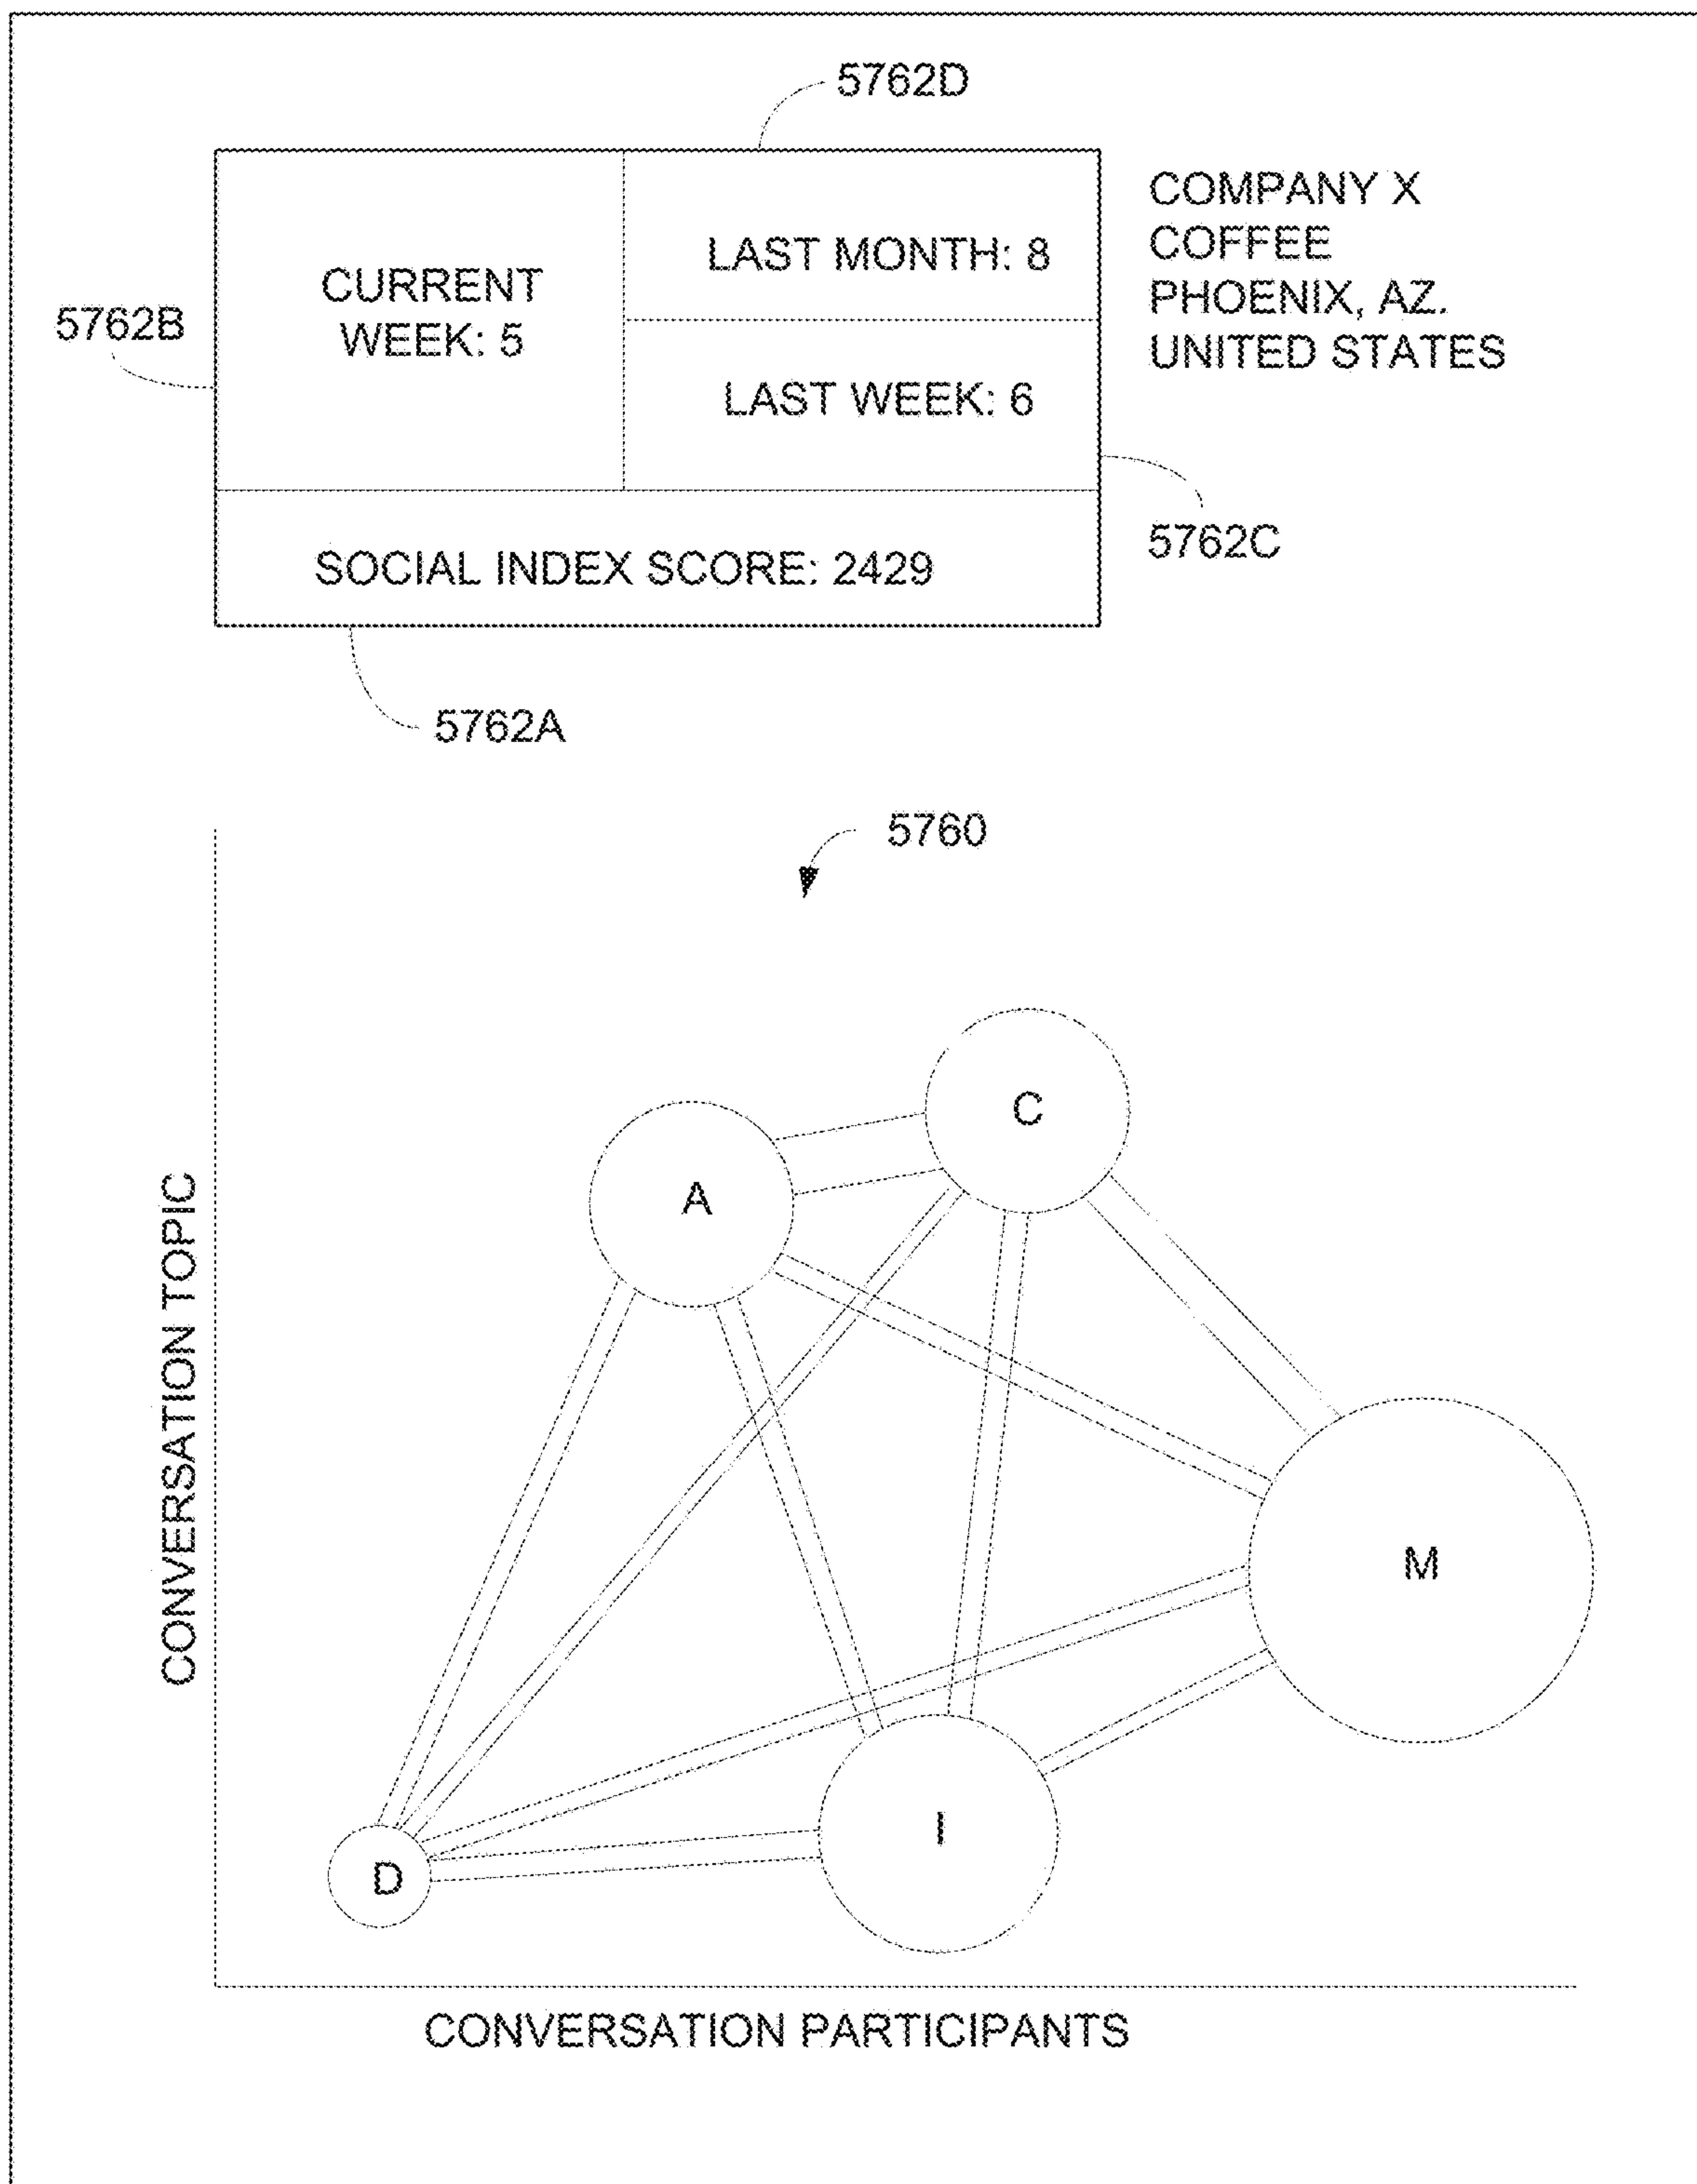 5762D
COMPANY X
COFFEE
PHOENIX, AZ.
UNITED STATES
LAST MONTH: 8
CURRENT
WEEK: 5
5762B
LAST WEEK: 6
5762C
SOCIAL INDEX SCORE: 2429
5762A
5760
C
A
M
I
D
CONVERSATION TOPIC
CONVERSATION PARTICIPANTS